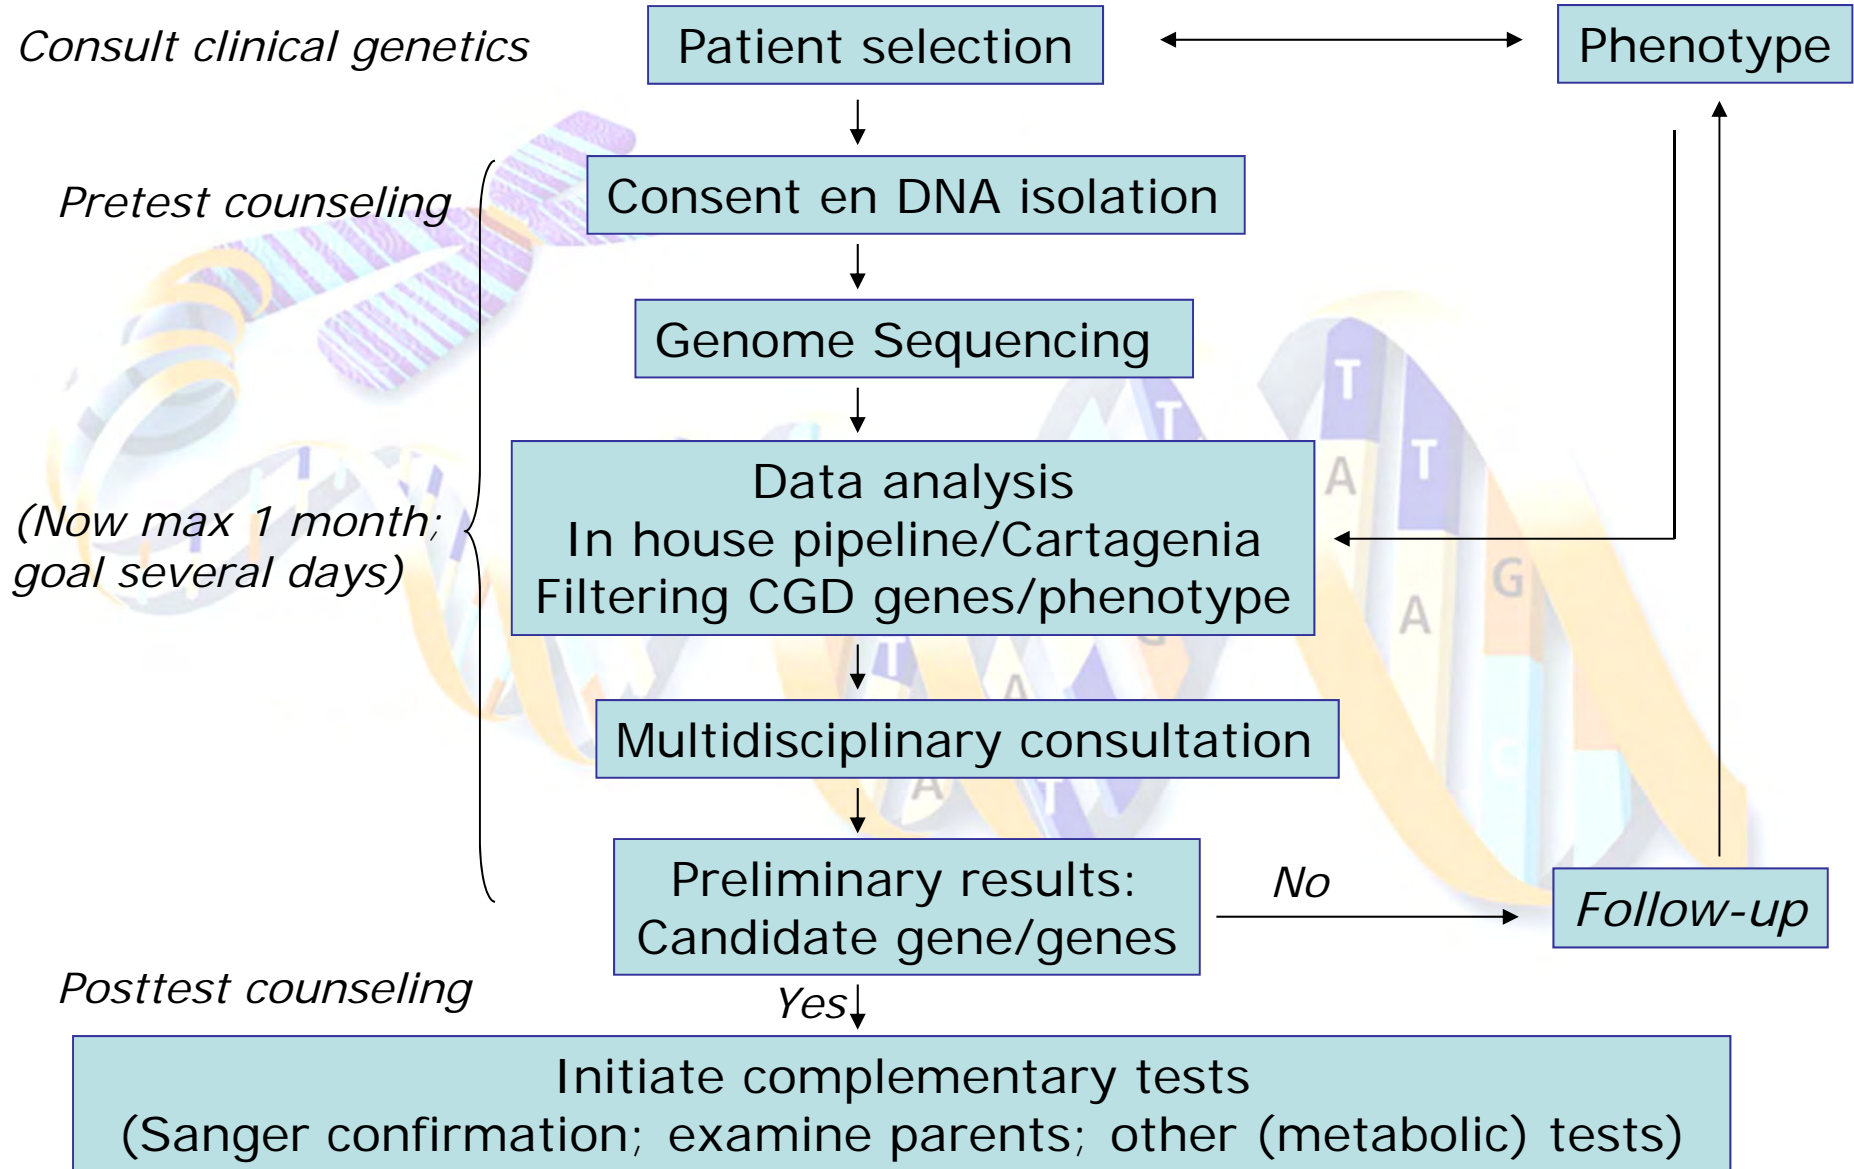 Consult clinical genetics
Patient selection
Phenotype
Pretest counseling
Consent en DNA isolation
Genome Sequencing
(Now max 1 month;
goal several days)
Data analysis
In house pipeline/Cartagenia
Filtering CGD genes/phenotype
Multidisciplinary consultation
Preliminary results:
Candidate gene/genes
No
Follow-up
Posttest counseling
Yes
Initiate complementary tests
(Sanger confirmation; examine parents; other (metabolic) tests)
T
T
T
A
A
G
G
T
A
C
A
T